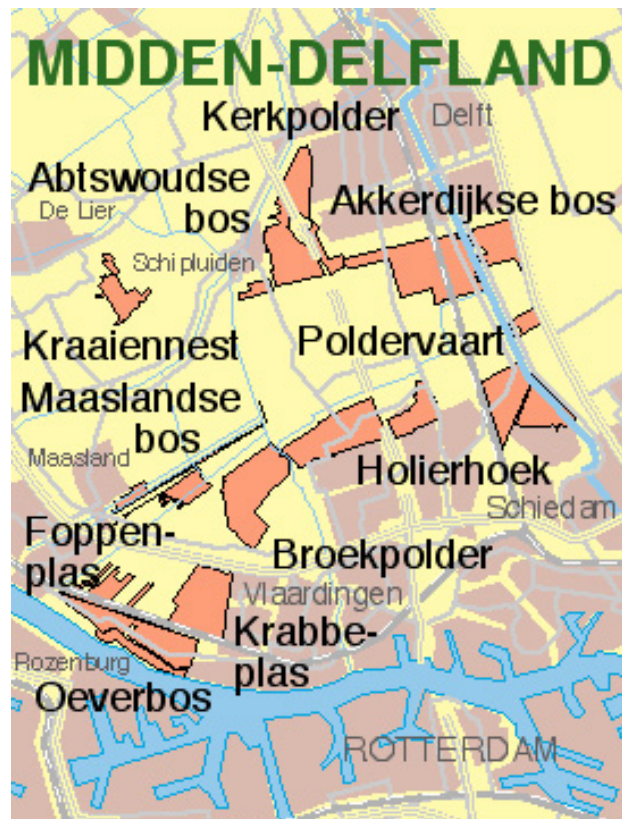 MIDDEN-DELFLAND
Kerkpolder
Delft
Abtswoudse
bos
De Lier
Akkerdijkse bos
Schipluiden
Kraaiennest
Poldervaart
Maaslandse
bos
Maasland
Holierhoek
Schiedam
Foppen-
plas
Broekpolder
Vlaardingen
Krabbe-
plas
Rozenburg
Oeverbos
ROTTERDAM